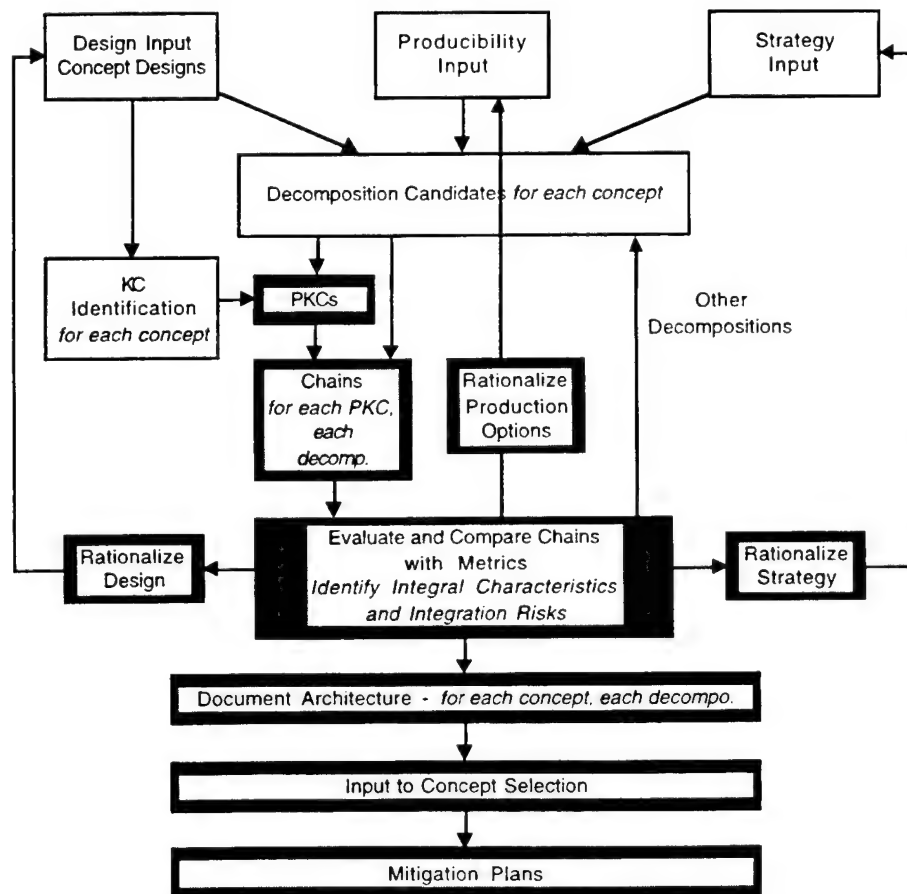 Design Input
Concept Designs
Producibility
Input
Strategy
Input
Decomposition Candidates for each concept
KC
Identification
for each concept
PKCs
Other
Decompositions
Chains
for each PKC,
each
decomp.
Rationalize
Production
Options
Rationalize
Design
Evaluate and Compare Chains
with Metrics
Identify Integral Characteristics
and Integration Risks
Rationalize
Strategy
Document Architecture - for each concept, each decompo.
Input to Concept Selection
Mitigation Plans